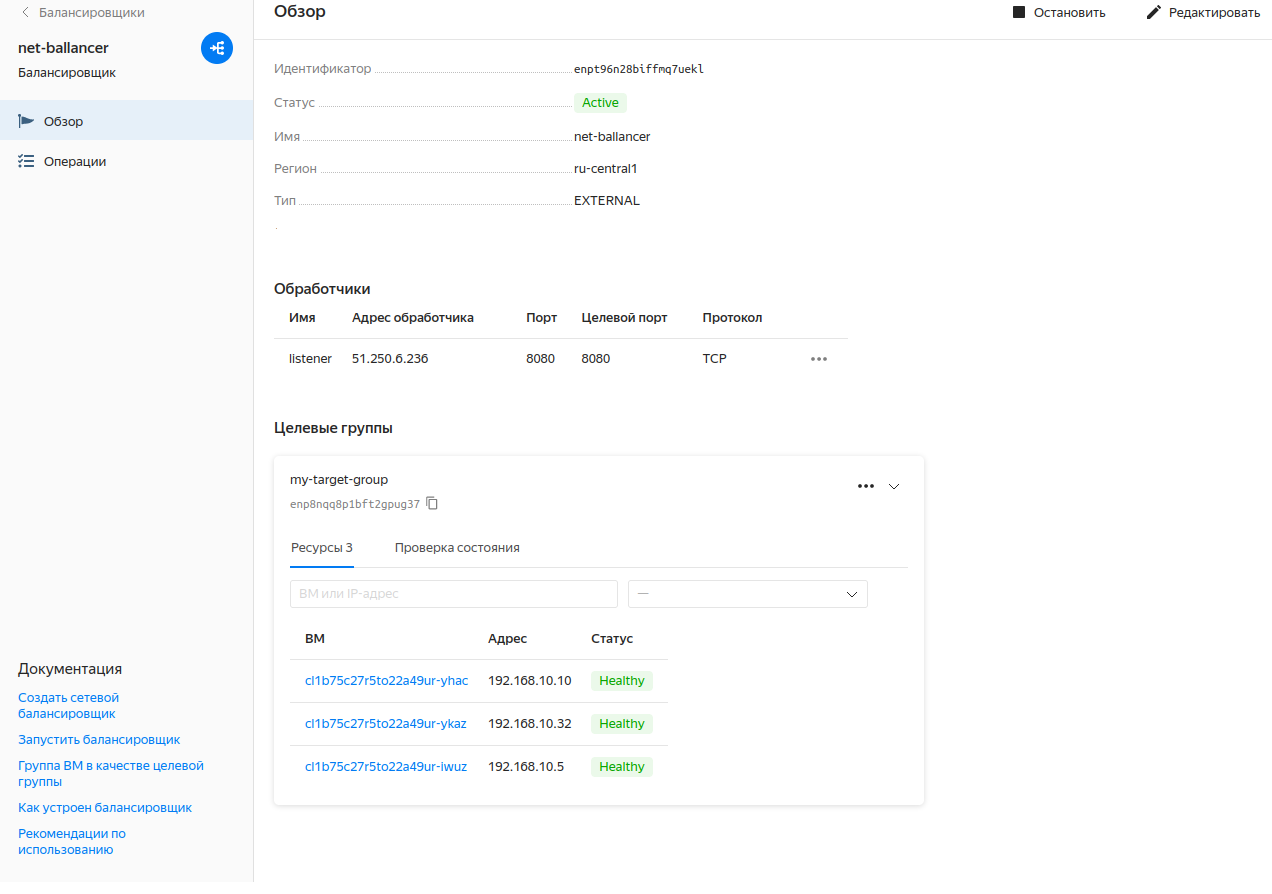 Балансировщики
net-ballancer
Балансировщик
Обзор
Операции
Документация
Создать сетевой
балансировщик
Запустить балансировщик
Группа ВМ в качестве целевой
группы
Как устроен балансировщик
Рекомендации по
использованию
Обзор
Остановить
Редактировать
Идентификатор enpt96n28biffmq7uekl
Статус Active
Имя net-ballancer
Регион ru-central1
Тип EXTERNAL
Обработчики
Имя Адрес обработчика Порт Целевой порт Протокол
listener 51.250.6.236 8080 8080 TCP
Целевые группы
my-target-group
enp8nqq8p1bft2gpug37
Ресурсы 3 Проверка состояния
ВМ или IP-адрес —
ВМ Адрес Статус
cl1b75c27r5to22a49ur-yhac 192.168.10.10 Healthy
cl1b75c27r5to22a49ur-ykaz 192.168.10.32 Healthy
cl1b75c27r5to22a49ur-iwuz 192.168.10.5 Healthy